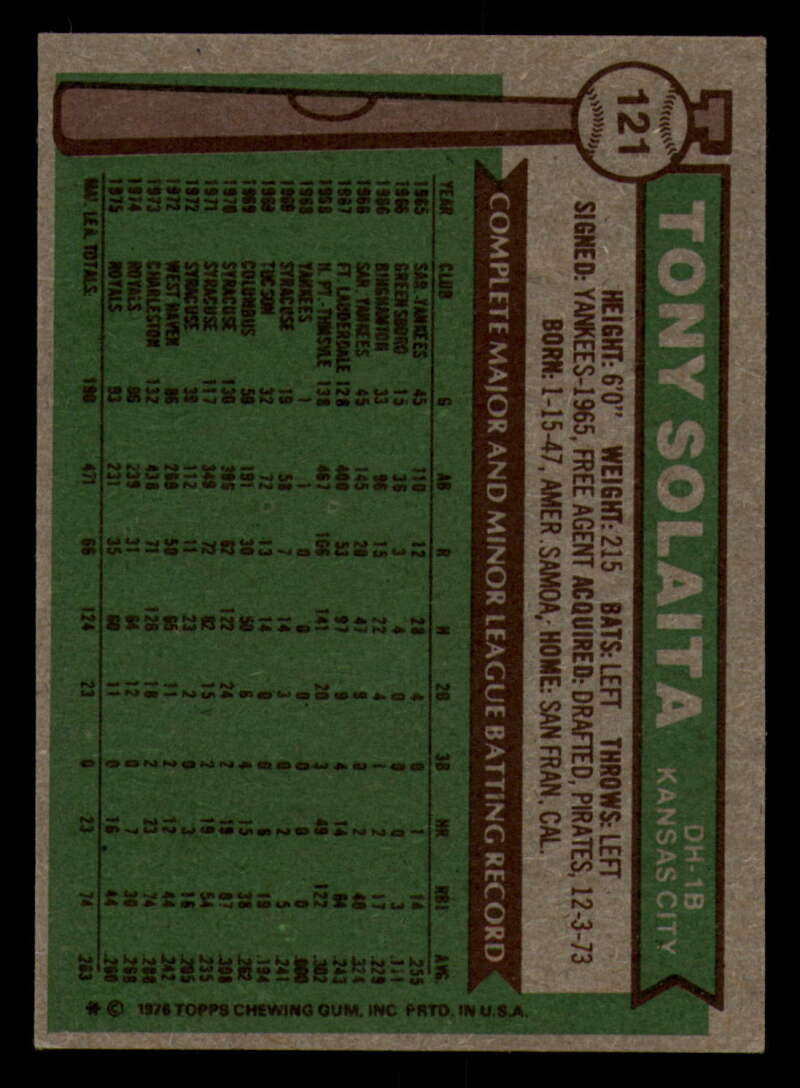 121
TONY SOLAITA
DH-1B
KANSAS CITY
HEIGHT: 6'0" WEIGHT: 215 BATS: LEFT THROWS: LEFT
SIGNED: YANKEES-1965, FREE AGENT ACQUIRED: DRAFTED, PIRATES, 12-3-73
BORN: 1-15-47, AMER. SAMOA, HOME: SAN FRAN, CAL.
COMPLETE MAJOR AND MINOR LEAGUE BATTING RECORD
YEAR CLUB G AB R H 2B 3B HR RBI AVG.
1965 SAR. YANKEES 45 110 12 28 4 0 1 14 .255
1966 GREENSBORO 15 36 3 4 0 0 0 3 .111
1966 BINGHAMTON 33 96 15 22 4 1 2 17 .229
1966 SAR. YANKEES 45 145 20 47 8 0 2 40 .324
1967 FT LAUDERDALE 128 400 53 97 9 4 14 64 .243
1968 H. PT.-THMSVLE 138 467 106 141 20 3 49 122 .302
1968 YANKEES 1 1 0 0 0 0 0 0 .000
1969 SYRACUSE 19 58 7 14 3 0 2 5 .241
1969 TUCSON 32 72 13 14 0 0 6 19 .194
1969 COLUMBUS 56 191 30 50 6 4 15 38 .262
1970 SYRACUSE 136 396 62 122 24 2 19 87 .308
1971 SYRACUSE 117 349 72 82 15 2 19 54 .235
1972 SYRACUSE 38 112 11 23 2 0 3 16 .205
1972 WEST HAVEN 86 269 50 65 11 2 12 44 .242
1973 CHARLESTON 132 438 71 126 18 2 23 74 .288
1974 ROYALS 96 239 31 64 12 0 7 30 .268
1975 ROYALS 93 231 35 60 11 0 16 44 .260
MAJ. LEA. TOTALS 190 471 66 124 23 0 23 74 .263
* © 1976 TOPPS CHEWING GUM, INC PRTD. IN U.S.A.